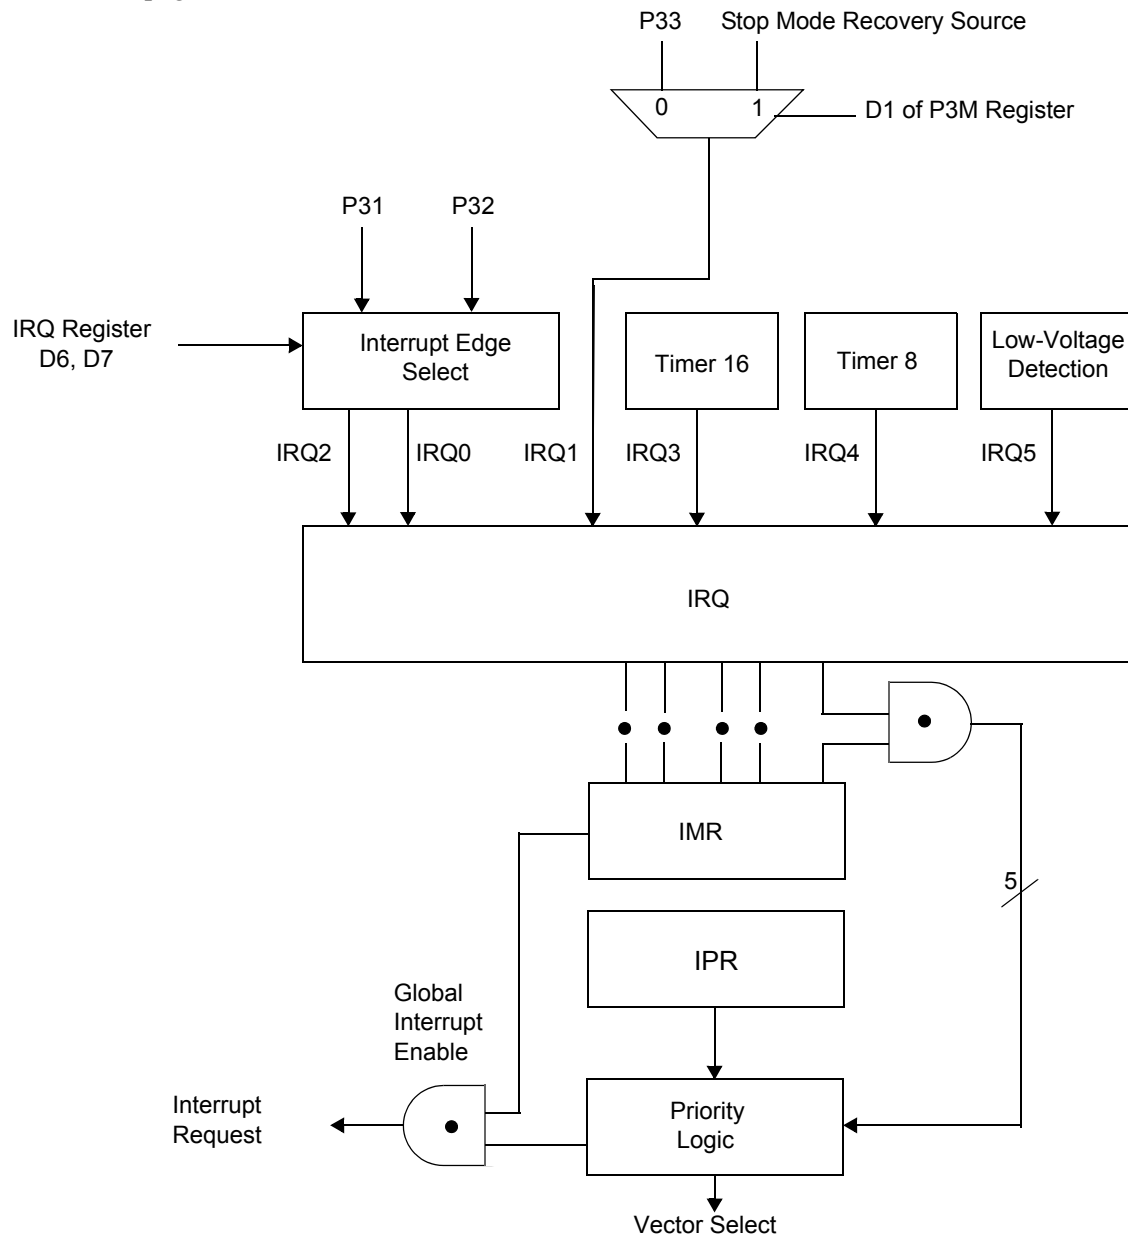 P33 Stop Mode Recovery Source
0 1
D1 of P3M Register
P31 P32
IRQ Register
D6, D7
Interrupt Edge
Select
Timer 16
Timer 8
Low-Voltage
Detection
IRQ2 IRQ0 IRQ1 IRQ3 IRQ4 IRQ5
IRQ
IMR
5
IPR
Global
Interrupt
Enable
Interrupt
Request
Priority
Logic
Vector Select